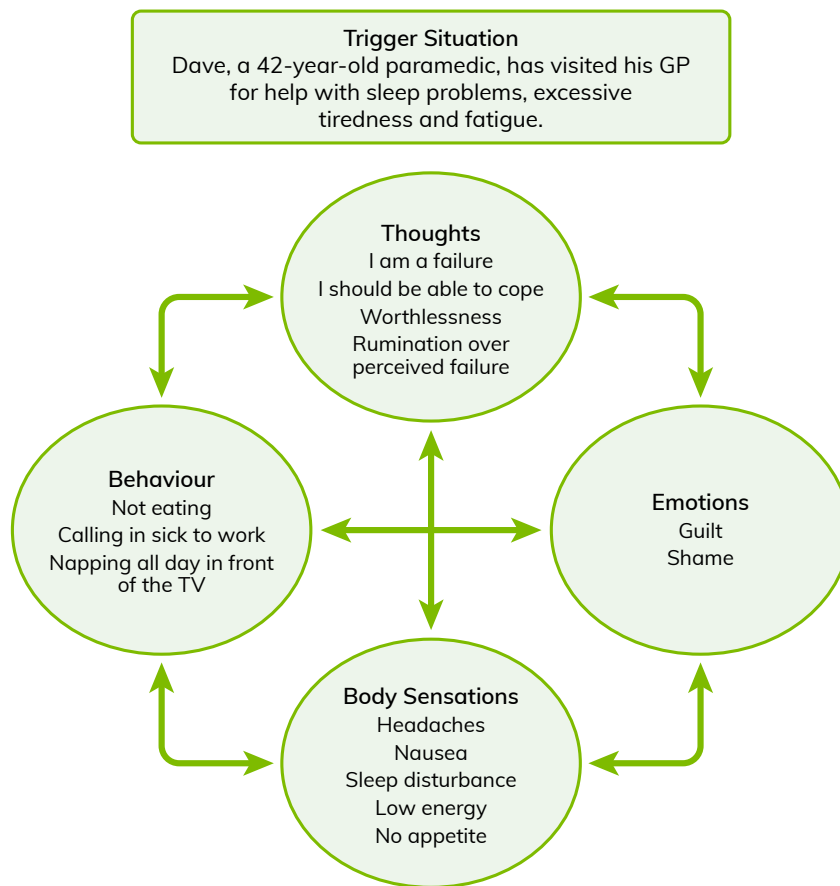 Trigger Situation
Dave, a 42-year-old paramedic, has visited his GP
for help with sleep problems, excessive
tiredness and fatigue.
Thoughts
I am a failure
I should be able to cope
Worthlessness
Rumination over
perceived failure
Behaviour
Not eating
Calling in sick to work
Napping all day in front
of the TV
Emotions
Guilt
Shame
Body Sensations
Headaches
Nausea
Sleep disturbance
Low energy
No appetite